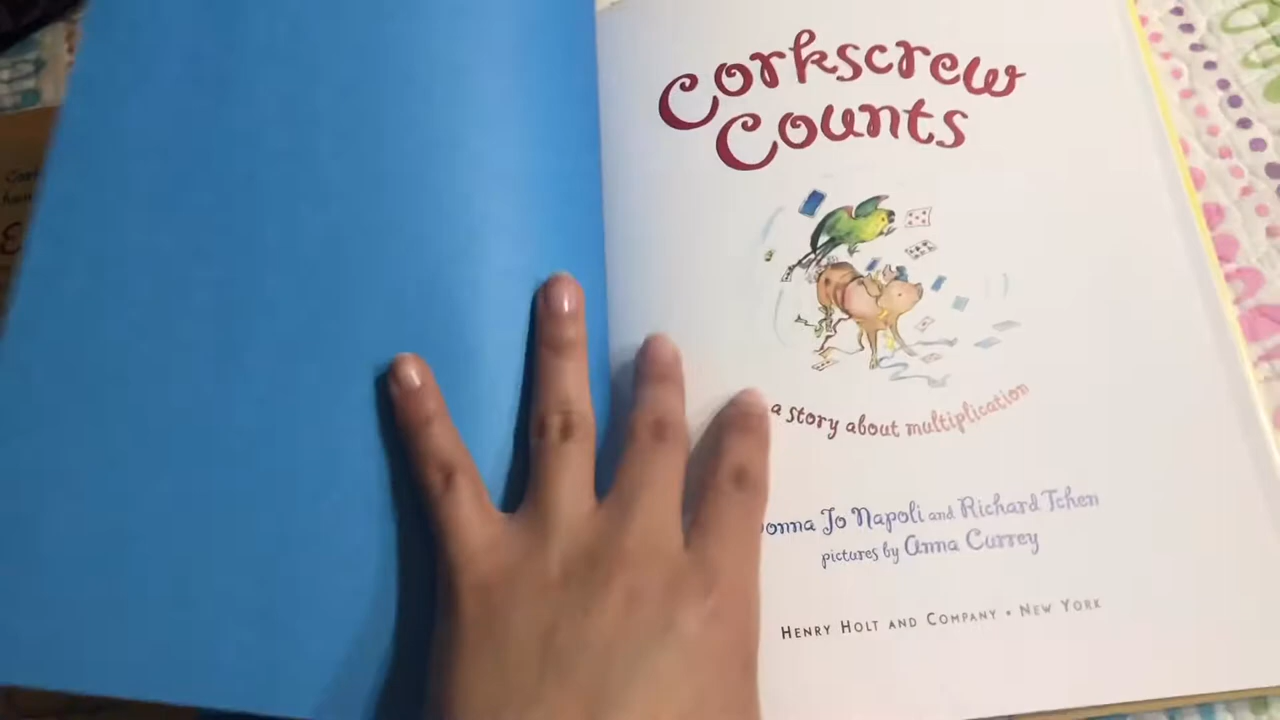 Corkscrew
Counts
a story about multiplication
Donna Jo Napoli and Richard Tchen
pictures by Anna Currey
HENRY HOLT AND COMPANY • NEW YORK